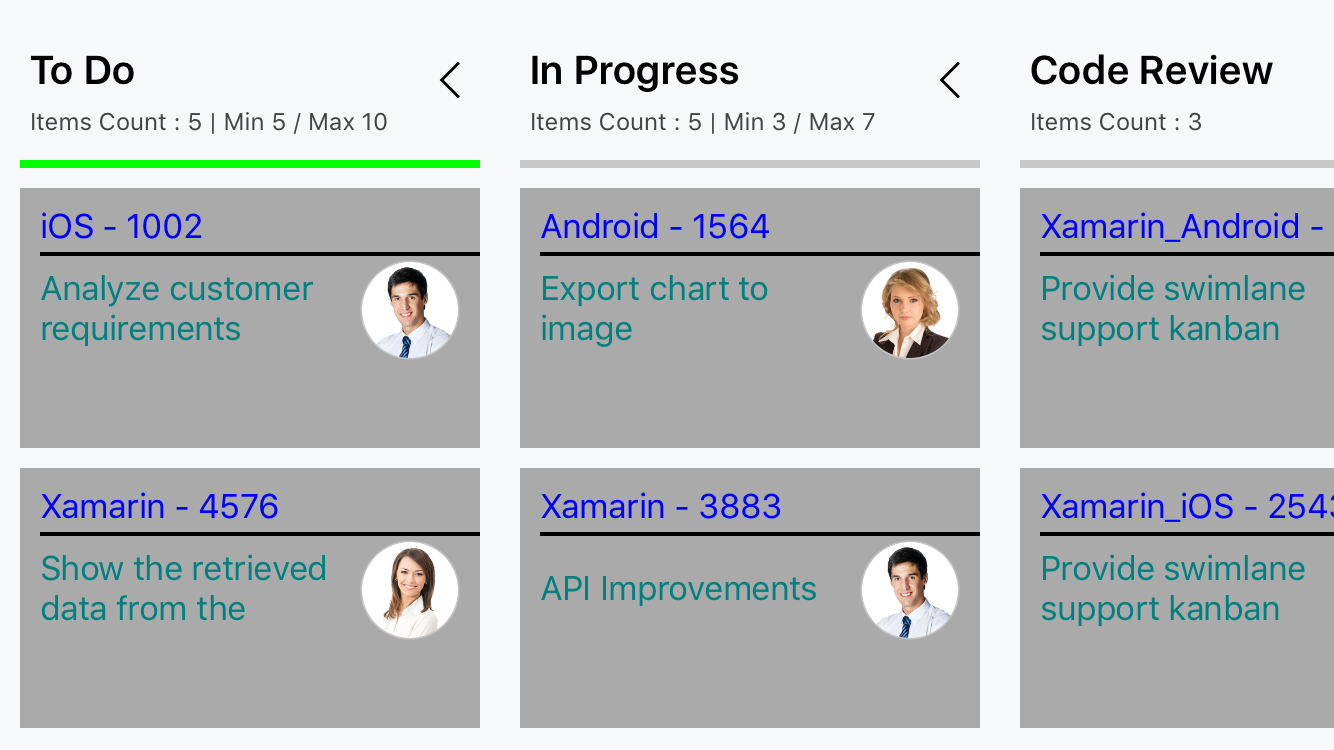 To Do
Items Count : 5 | Min 5 / Max 10
iOS - 1002
Analyze customer
requirements
Xamarin - 4576
Show the retrieved
data from the
In Progress
Items Count : 5 | Min 3 / Max 7
Android - 1564
Export chart to
image
Xamarin - 3883
API Improvements
Code Review
Items Count : 3
Xamarin_Android -
Provide swimlane
support kanban
Xamarin_iOS - 254
Provide swimlane
support kanban